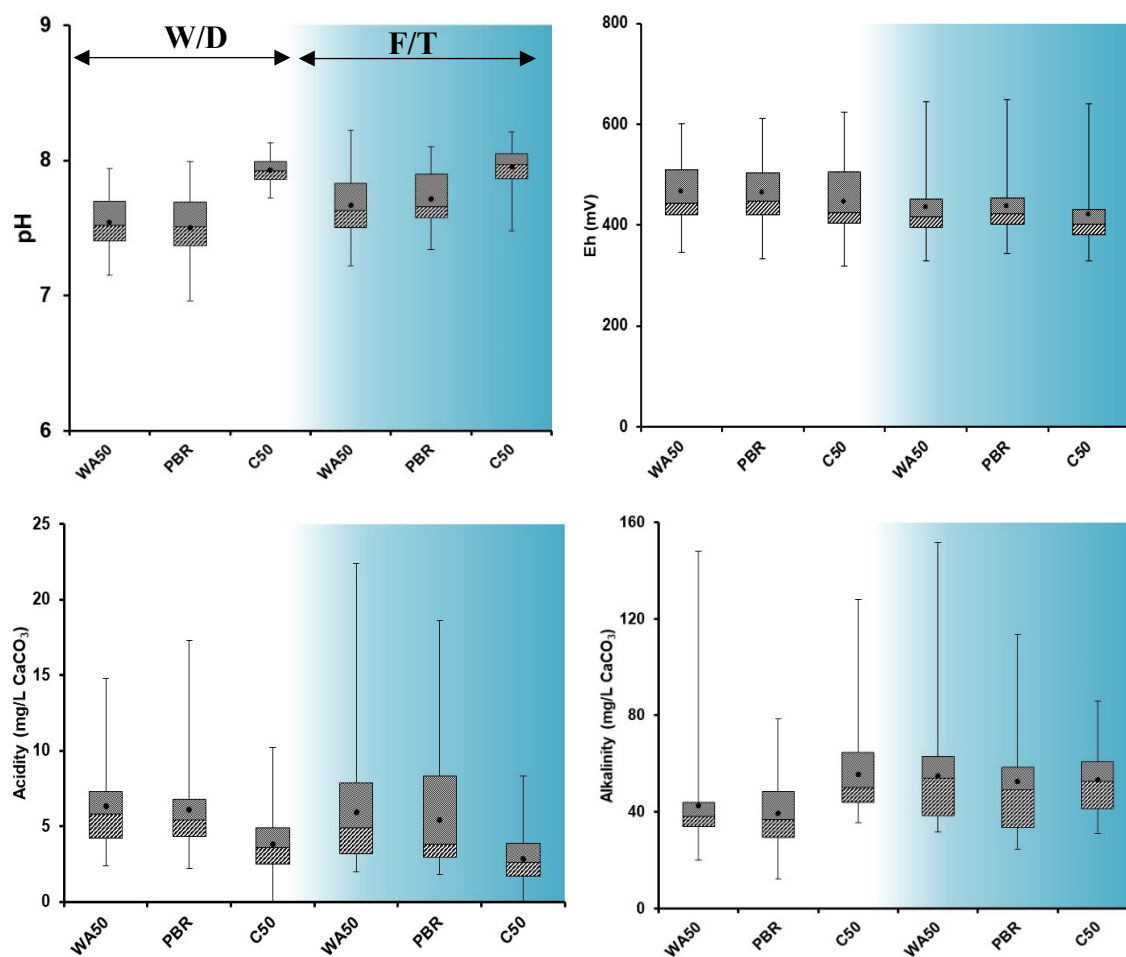 W/D F/T
pH
9
8
7
6
WA50 PBR C50 WA50 PBR C50
Eh (mV)
800
600
400
200
0
WA50 PBR C50 WA50 PBR C50
Acidity (mg/L CaCO₃)
25
20
15
10
5
0
WA50 PBR C50 WA50 PBR C50
Alkalinity (mg/L CaCO₃)
160
120
80
40
0
WA50 PBR C50 WA50 PBR C50